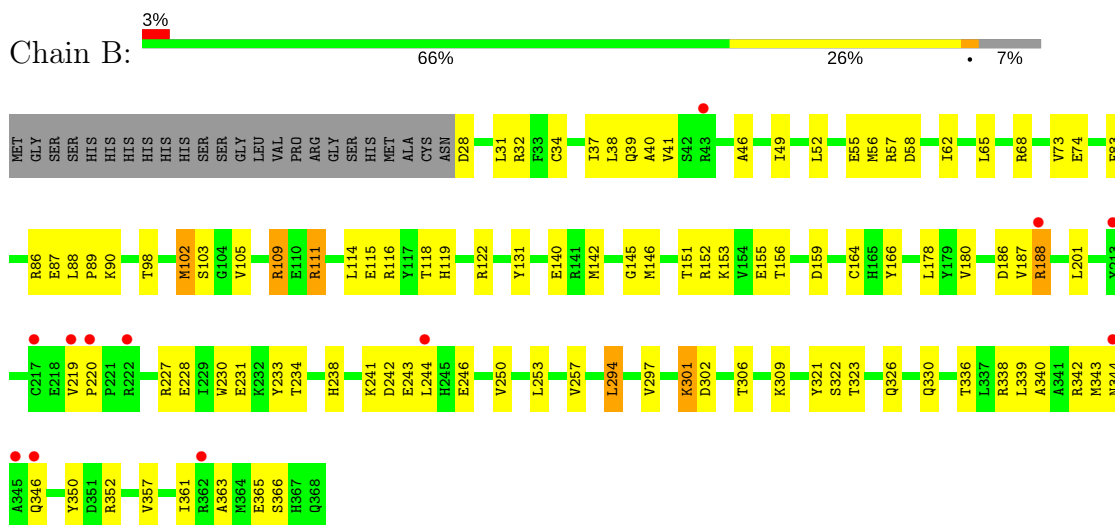 3%
Chain B:
66% 26% • 7%
MET GLY SER SER HIS HIS HIS HIS HIS HIS SER SER GLY LEU VAL PRO ARG GLY SER HIS MET ALA CYS ASN D28 L31 R32 F33 C34 I37 L38 Q39 A40 V41 S42 R43 A46 I49 L52 E55 M56 R57 D58 I62 L65 R68 V73 E74
R86 E87 L88 P89 K90 T98 M102 S103 G104 V105 R109 E110 R111 L114 E115 R116 Y117 T118 H119 R122 Y131 E140 R141 M142 G145 M146 T151 R152 K153 V154 E155 T156 D159 C164 H165 Y166 L178 Y179 V180 D186 V187 R188 L201
C217 E218 V219 P220 P221 R222 R227 E228 I229 W230 E231 K232 Y233 T234 H238 K241 D242 E243 L244 H245 E246 V250 L253 V257 L294 V297 K301 D302 T306 K309 Y321 S322 T323 Q326 Q330 T336 L337 R338 L339 A340 A341 R342 M343
A345 Q346 Y350 D351 R352 V357 I361 R362 A363 M364 E365 S366 H367 Q368